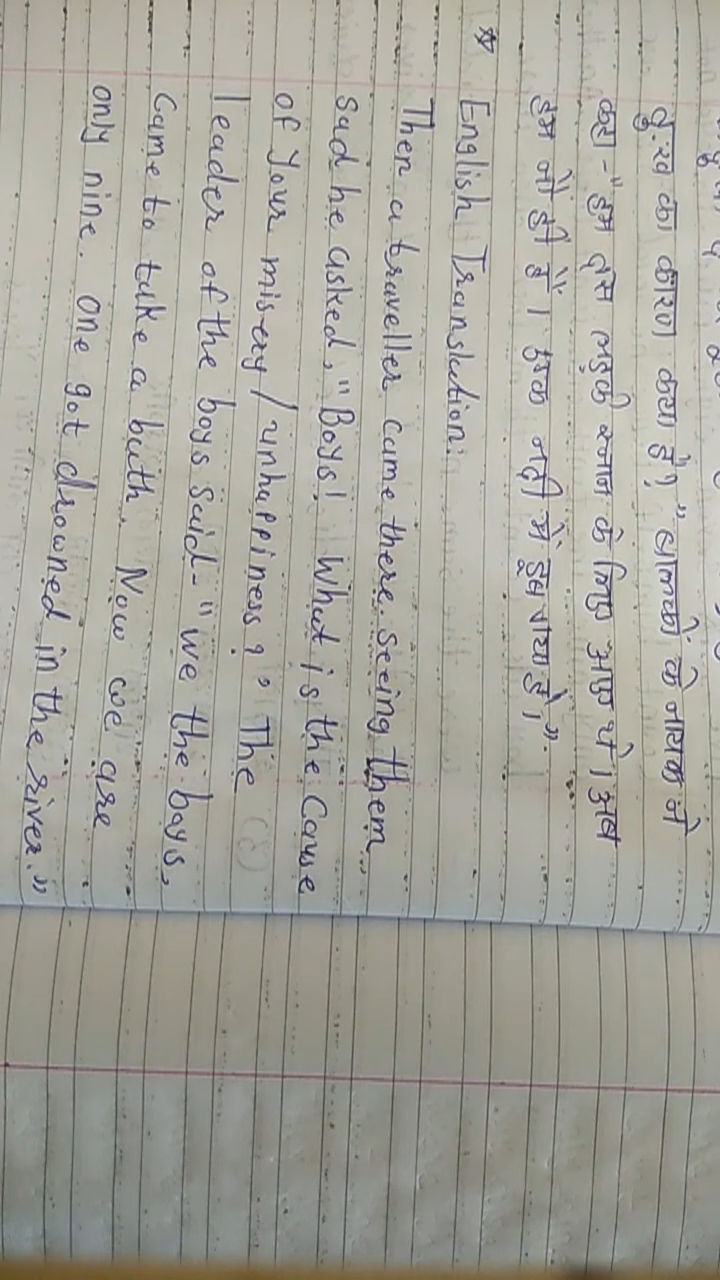 दु:ख का कारण क्या है?" बालकों के नायक ने
कहा - "हम दस लड़के स्नान के लिए आए थे। अब
हम नौ ही हैं। एक नदी में डूब गया है।"
☆ English Translation:
Then a traveller came there. Seeing them
sad he asked, "Boys! What is the cause
of your misery / unhappiness?" The
leader of the boys said - "we the boys,
Came to take a bath. Now we are
only nine. One got drowned in the river."